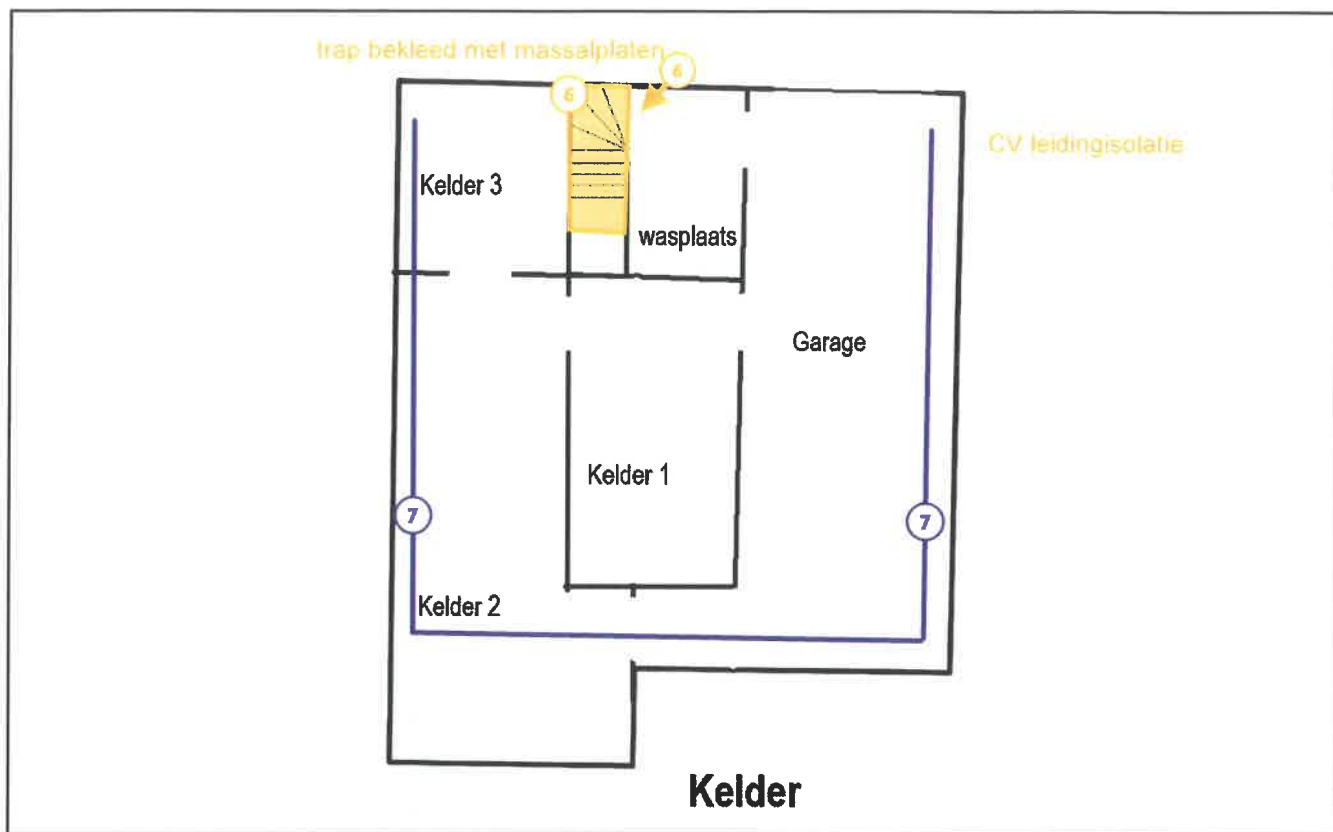 trap bekleed met massalplaten
6
6
CV leidingisolatie
Kelder 3
wasplaats
Garage
Kelder 1
7
7
Kelder 2
Kelder